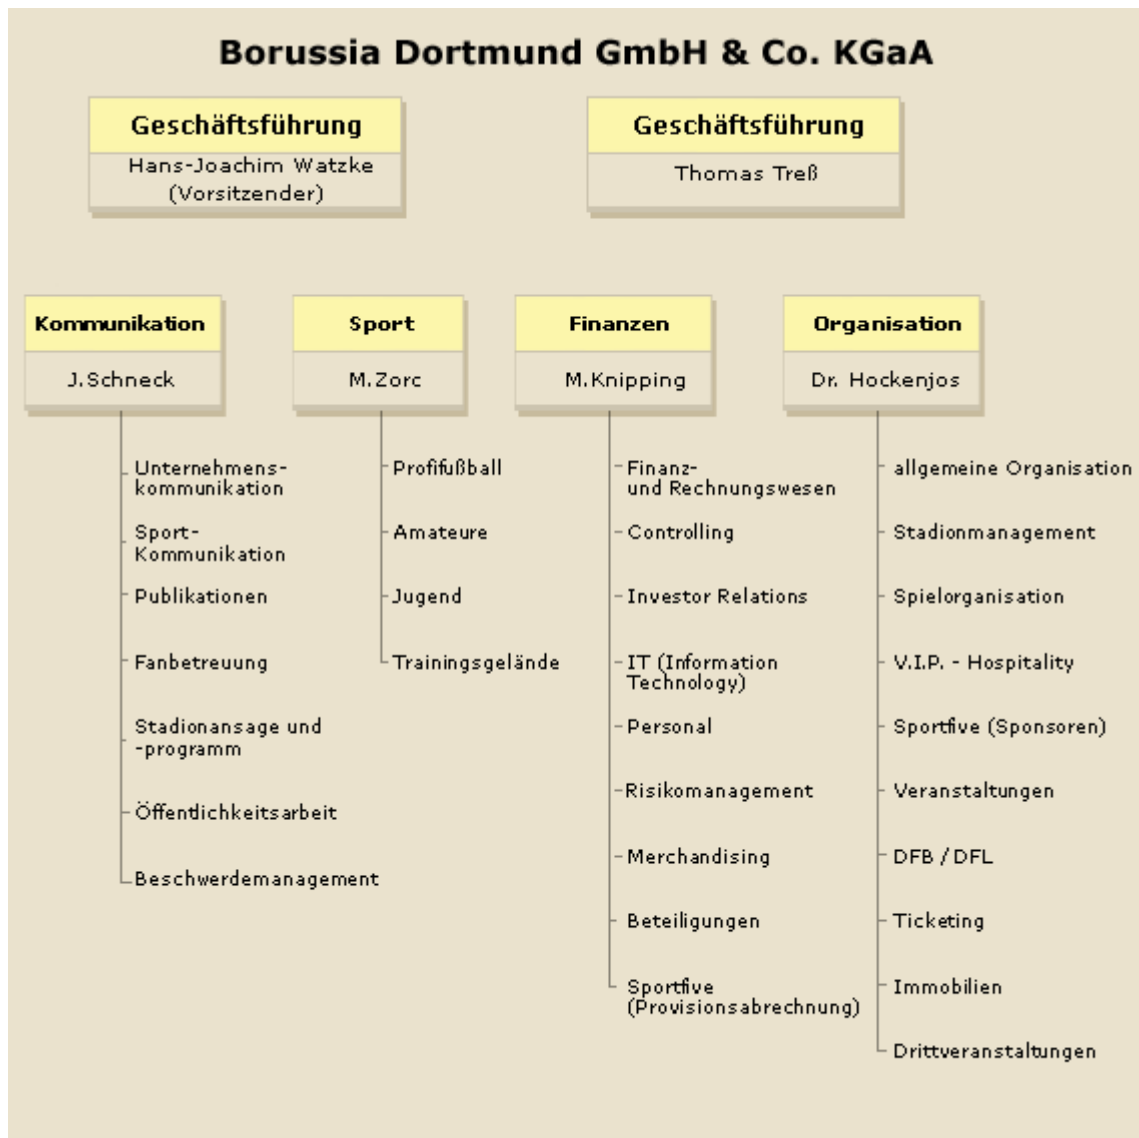 Borussia Dortmund GmbH & Co. KGaA
Geschäftsführung
Hans-Joachim Watzke
(Vorsitzender)
Geschäftsführung
Thomas Treß
Kommunikation
J.Schneck
Unternehmens-
kommunikation
Sport-
Kommunikation
Publikationen
Fanbetreuung
Stadionansage und
-programm
Öffentlichkeitsarbeit
Beschwerdemanagement
Sport
M.Zorc
Profifußball
Amateure
Jugend
Trainingsgelände
Finanzen
M.Knipping
Finanz-
und Rechnungswesen
Controlling
Investor Relations
IT (Information
Technology)
Personal
Risikomanagement
Merchandising
Beteiligungen
Sportfive
(Provisionsabrechnung)
Organisation
Dr. Hockenjos
allgemeine Organisation
Stadionmanagement
Spielorganisation
V.I.P. - Hospitality
Sportfive (Sponsoren)
Veranstaltungen
DFB / DFL
Ticketing
Immobilien
Drittveranstaltungen